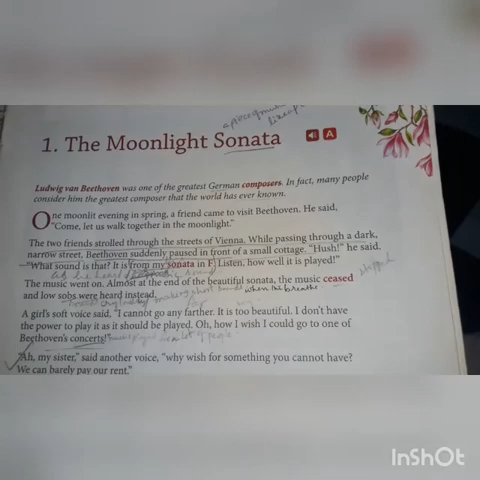 1. The Moonlight Sonata
A
Ludwig van Beethoven was one of the greatest German composers. In fact, many people
consider him the greatest composer that the world has ever known.
One moonlit evening in spring, a friend came to visit Beethoven. He said,
"Come, let us walk together in the moonlight."
The two friends strolled through the streets of Vienna. While passing through a dark,
narrow street, Beethoven suddenly paused in front of a small cottage. "Hush!" he said.
"What sound is that? It is from my sonata in F! Listen, how well it is played!"
The music went on. Almost at the end of the beautiful sonata, the music ceased
stopped
and low sobs were heard instead.
A girl's soft voice said, "I cannot go any farther. It is too beautiful. I don't have
the power to play it as it should be played. Oh, how I wish I could go to one of
Beethoven's concerts!"
"Ah, my sister," said another voice, "why wish for something you cannot have?
We can barely pay our rent."
InShOt